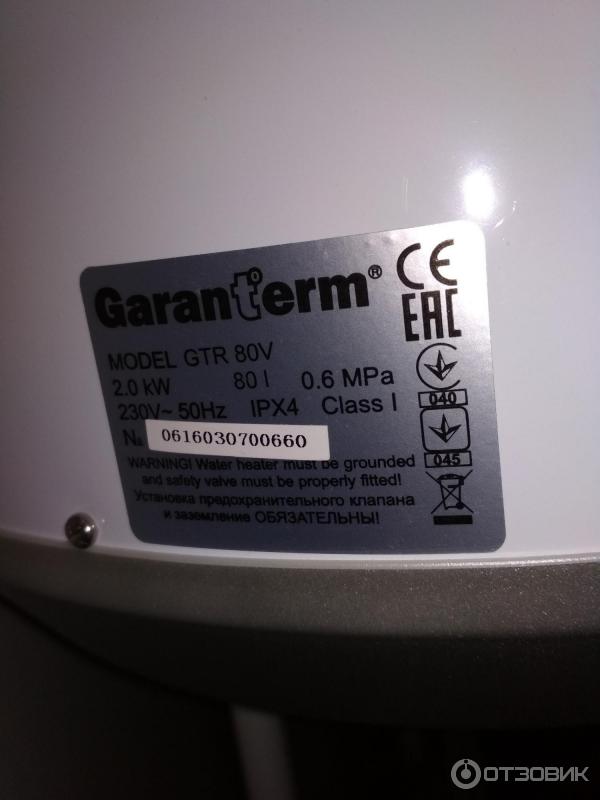 Garanterm®
CE
EAC
MODEL GTR 80V
2.0 kW 80 l 0.6 MPa
230V~ 50Hz IPX4 Class I
040
№ 0616030700660
045
WARNING! Water heater must be grounded
and safety valve must be properly fitted!
Установка предохранительного клапана
и заземление ОБЯЗАТЕЛЬНЫ!
ОТЗОВИК